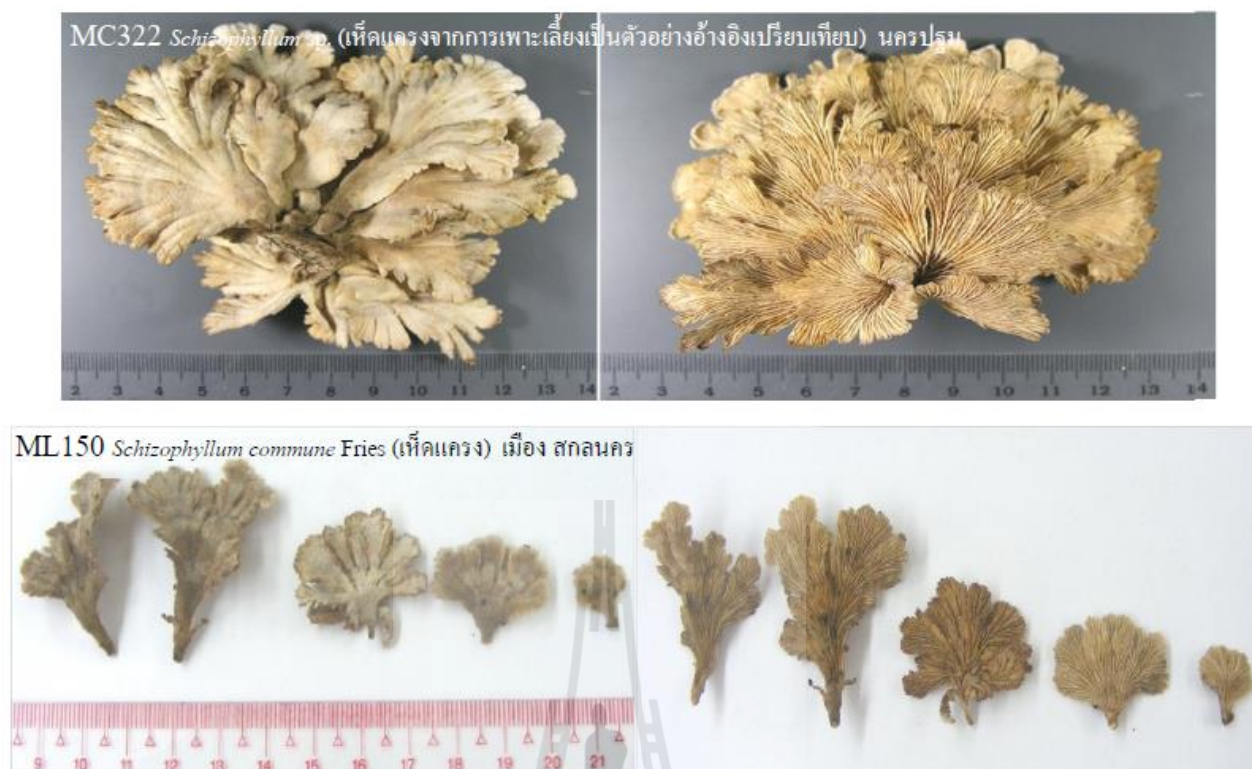 MC322 Schizophyllum sp. (เห็ดแครงจากการเพาะเลี้ยงเป็นตัวอย่างอ้างอิงเปรียบเทียบ) นครปฐม
2 3 4 5 6 7 8 9 10 11 12 13 14
2 3 4 5 6 7 8 9 10 11 12 13 14
ML150 Schizophyllum commune Fries (เห็ดแครง) เมือง สกลนคร
9 10 11 12 13 14 15 16 17 18 19 20 21